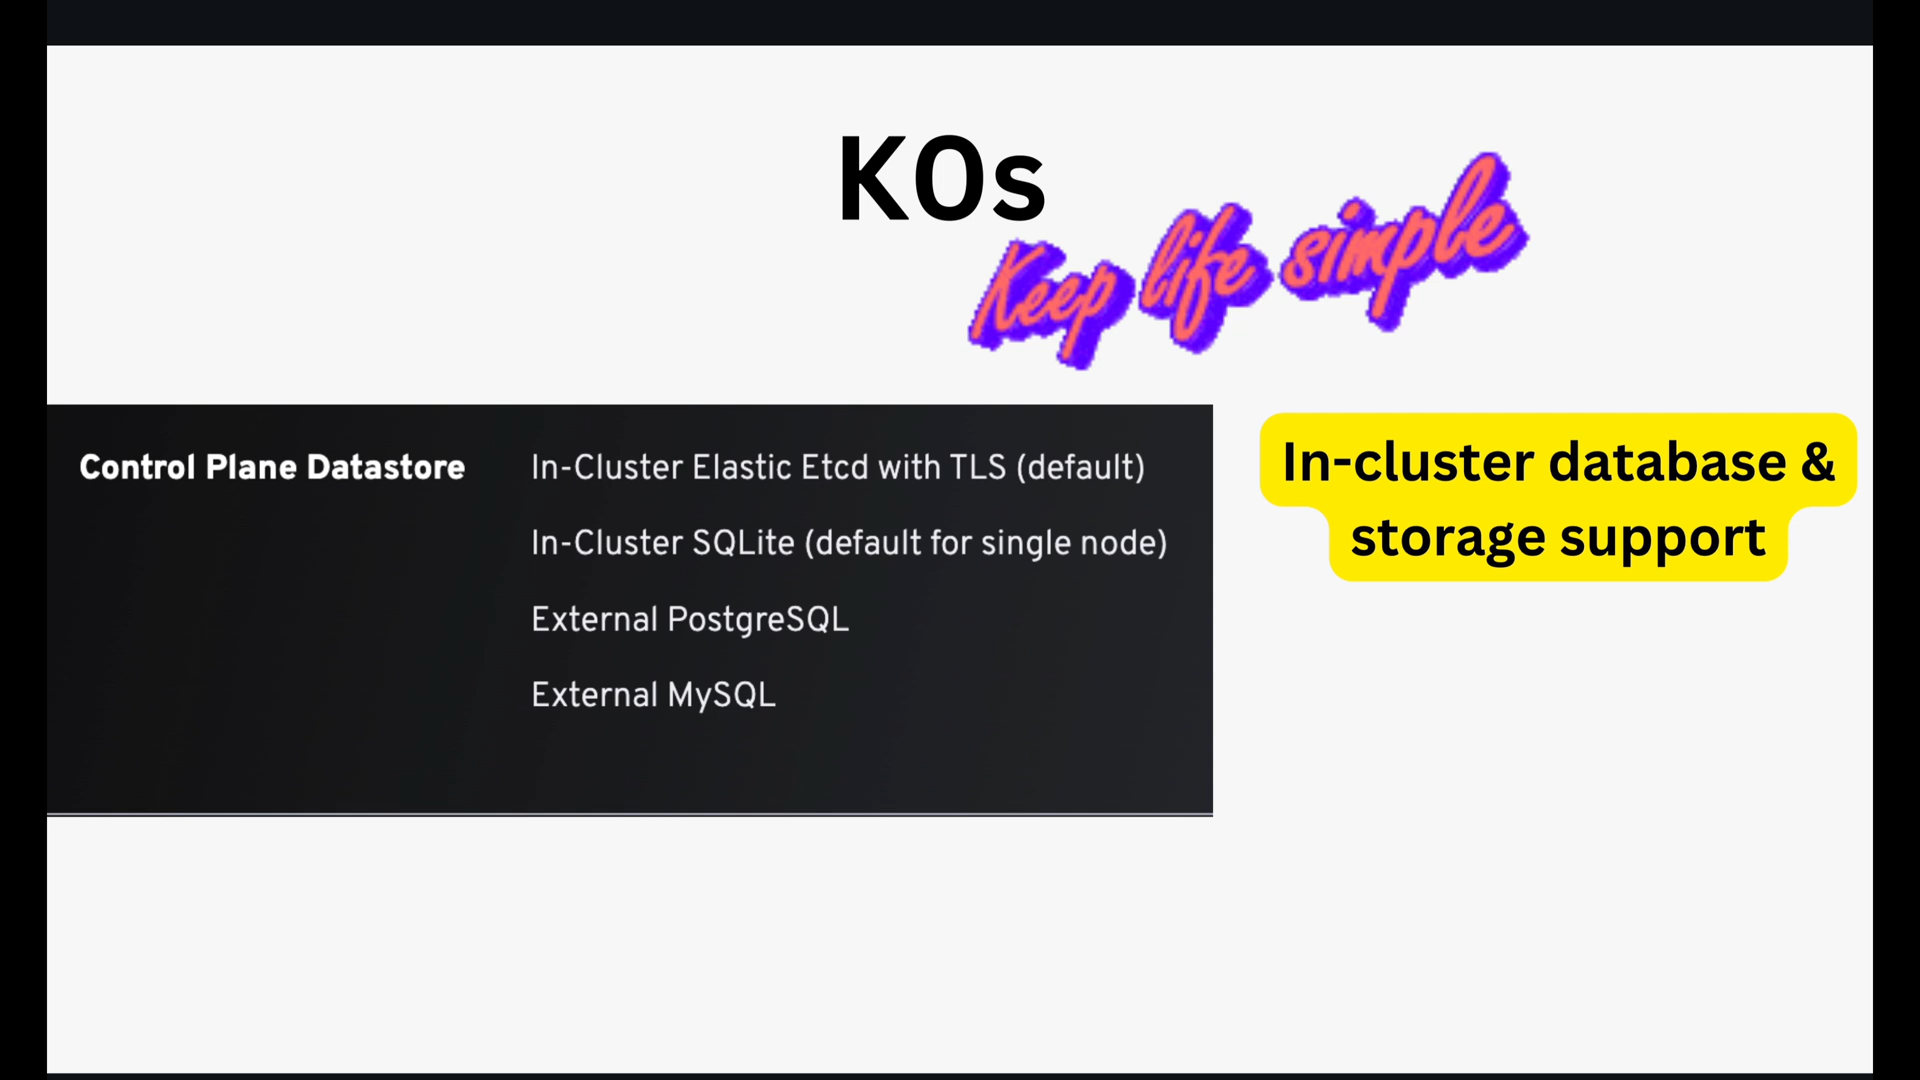 K0s
Keep life simple
Control Plane Datastore
In-Cluster Elastic Etcd with TLS (default)
In-Cluster SQLite (default for single node)
External PostgreSQL
External MySQL
In-cluster database &
storage support